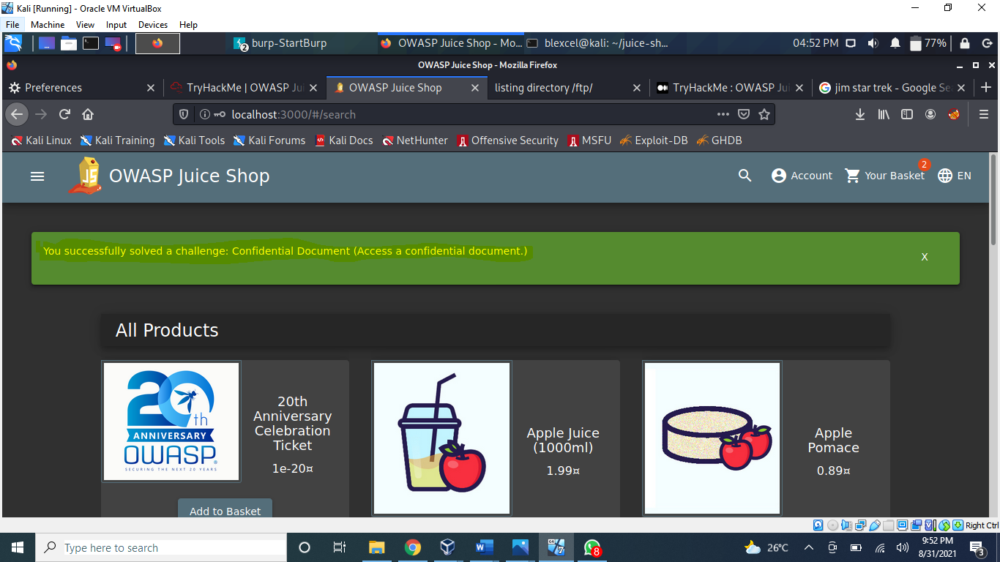 Kali [Running] - Oracle VM VirtualBox
File Machine View Input Devices Help
2 burp-StartBurp OWASP Juice Shop - Mo... blexcel@kali: ~/juice-sh... 04:52 PM 77%
OWASP Juice Shop - Mozilla Firefox
Preferences TryHackMe | OWASP Jui OWASP Juice Shop listing directory /ftp/ TryHackMe : OWASP Jui jim star trek - Google Se
localhost:3000/#/search
Kali Linux Kali Training Kali Tools Kali Forums Kali Docs NetHunter Offensive Security MSFU Exploit-DB GHDB
JS OWASP Juice Shop Account Your Basket 2 EN
You successfully solved a challenge: Confidential Document (Access a confidential document.) X
All Products
20th
ANNIVERSARY
OWASP
SECURING THE NEXT 20 YEARS
20th
Anniversary
Celebration
Ticket
1e-20¤
Add to Basket
Apple Juice
(1000ml)
1.99¤
Apple
Pomace
0.89¤
Right Ctrl
Type here to search 8 26°C 9:52 PM
8/31/2021 3